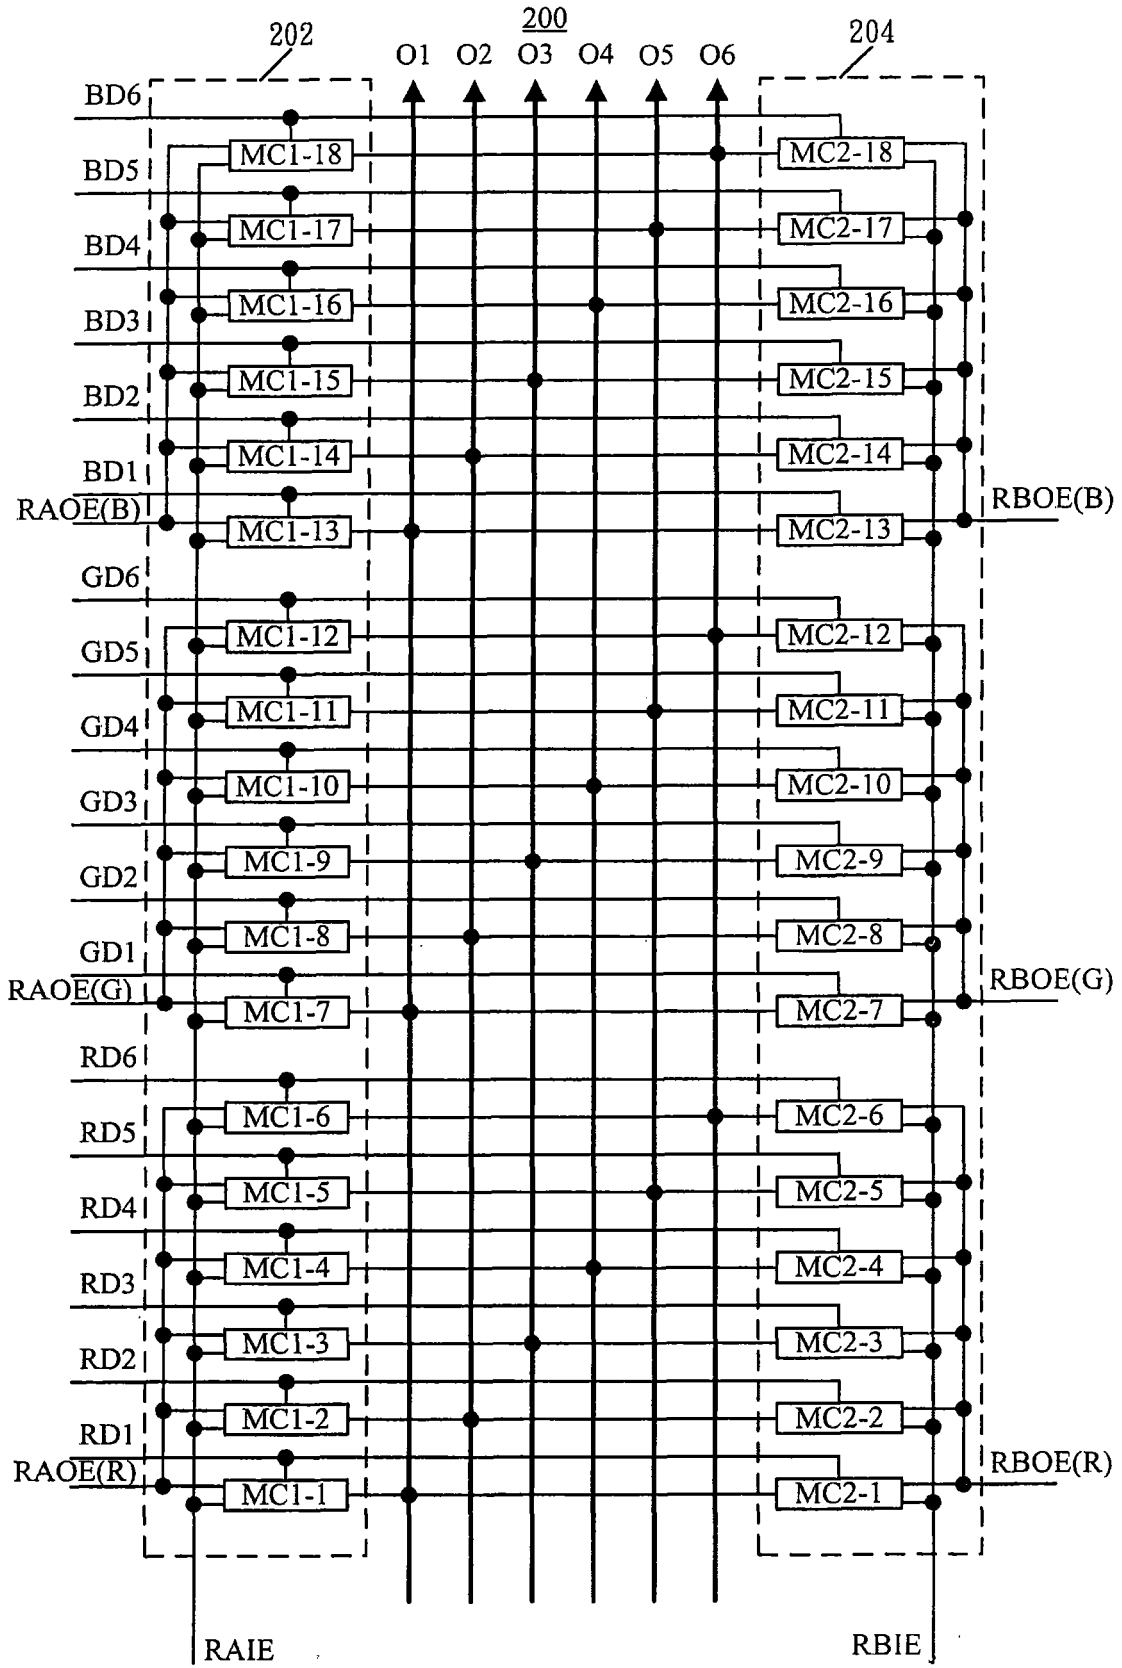 200
202
204
O1 O2 O3 O4 O5 O6
BD6
MC1-18 MC2-18
BD5
MC1-17 MC2-17
BD4
MC1-16 MC2-16
BD3
MC1-15 MC2-15
BD2
MC1-14 MC2-14
BD1
RAOE(B) RBOE(B)
MC1-13 MC2-13
GD6
MC1-12 MC2-12
GD5
MC1-11 MC2-11
GD4
MC1-10 MC2-10
GD3
MC1-9 MC2-9
GD2
MC1-8 MC2-8
GD1
RAOE(G) RBOE(G)
MC1-7 MC2-7
RD6
MC1-6 MC2-6
RD5
MC1-5 MC2-5
RD4
MC1-4 MC2-4
RD3
MC1-3 MC2-3
RD2
MC1-2 MC2-2
RD1
RAOE(R) RBOE(R)
MC1-1 MC2-1
RAIE RBIE